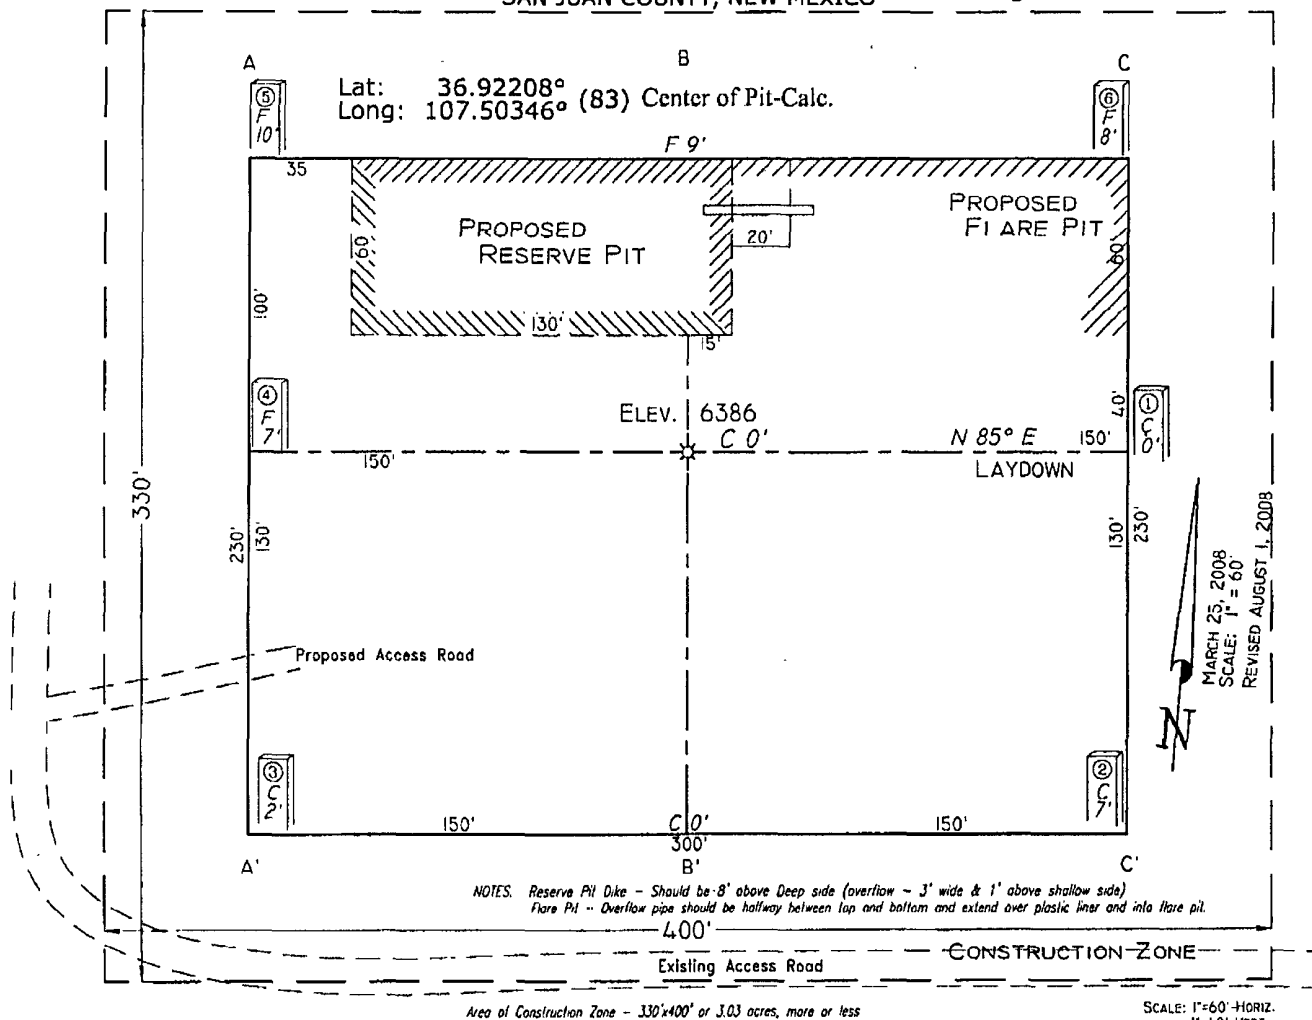 SAN JUAN COUNTY, NEW MEXICO
A
B
C
Lat: 36.92208°
Long: 107.50346° (83) Center of Pit-Calc.
⑤
F
10'
⑥
F
8'
F 9'
35
PROPOSED
RESERVE PIT
PROPOSED
FLARE PIT
60'
20'
60'
100'
130'
15'
④
F
7'
ELEV. 6386
C 0'
N 85° E
150'
40'
①
C
0'
150'
LAYDOWN
330'
230'
130'
130'
230'
MARCH 25, 2008
SCALE: 1" = 60'
REVISED AUGUST 1, 2008
N
Proposed Access Road
③
C
2'
②
C
7'
150'
C 0'
150'
300'
A'
B'
C'
NOTES. Reserve Pit Dike - Should be 8' above Deep side (overflow - 3' wide & 1' above shallow side)
Flare Pit - Overflow pipe should be halfway between top and bottom and extend over plastic liner and into flare pit.
400'
CONSTRUCTION ZONE
Existing Access Road
Area of Construction Zone - 330'x400' or 3.03 acres, more or less
SCALE: 1"=60'-HORIZ.